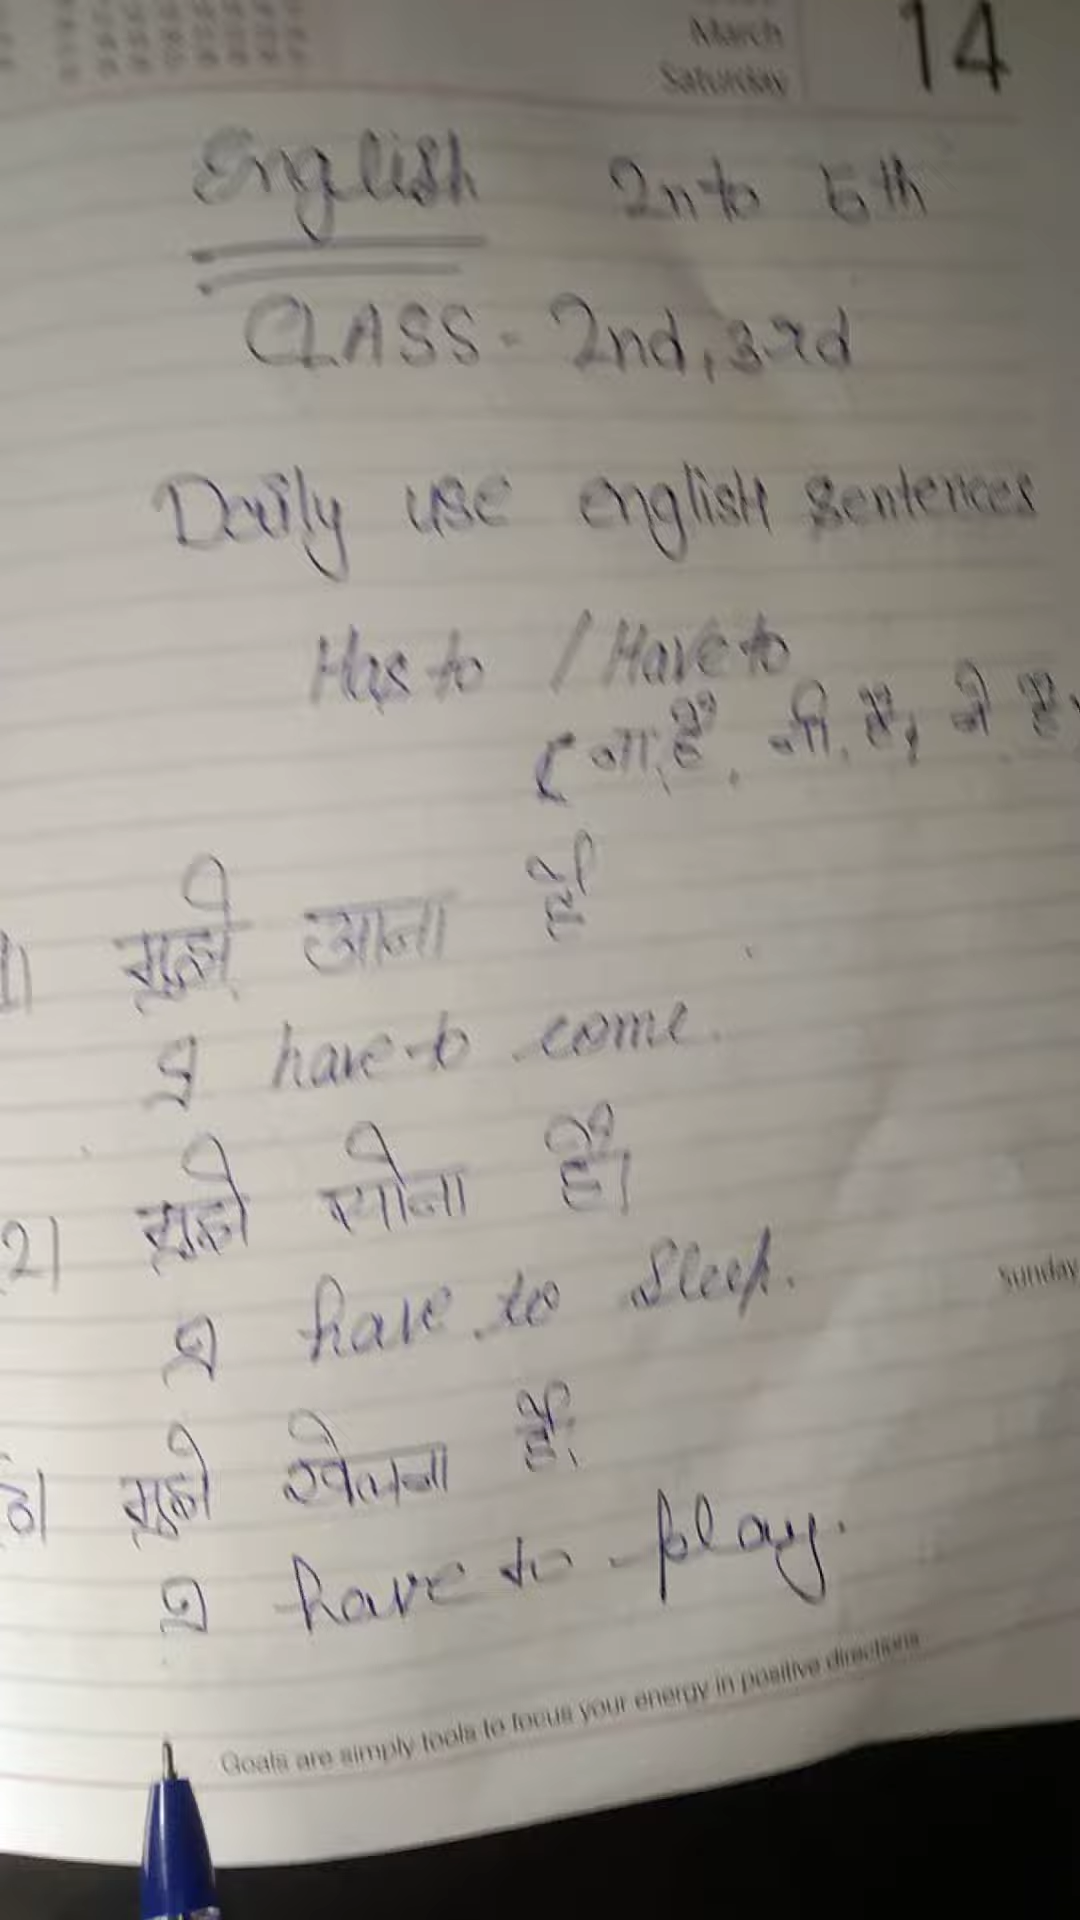 March
Saturday
14
English 2n to 5th
CLASS - 2nd, 3rd
Daily use english sentences
Has to / Have to
(ना है, नी है, ने है
1) मुझे आना है
I have to come.
2) मुझे सोना है।
I have to sleep.
Sunday
3) मुझे खेलना है।
I have to play.
Goals are simply tools to focus your energy in positive directions